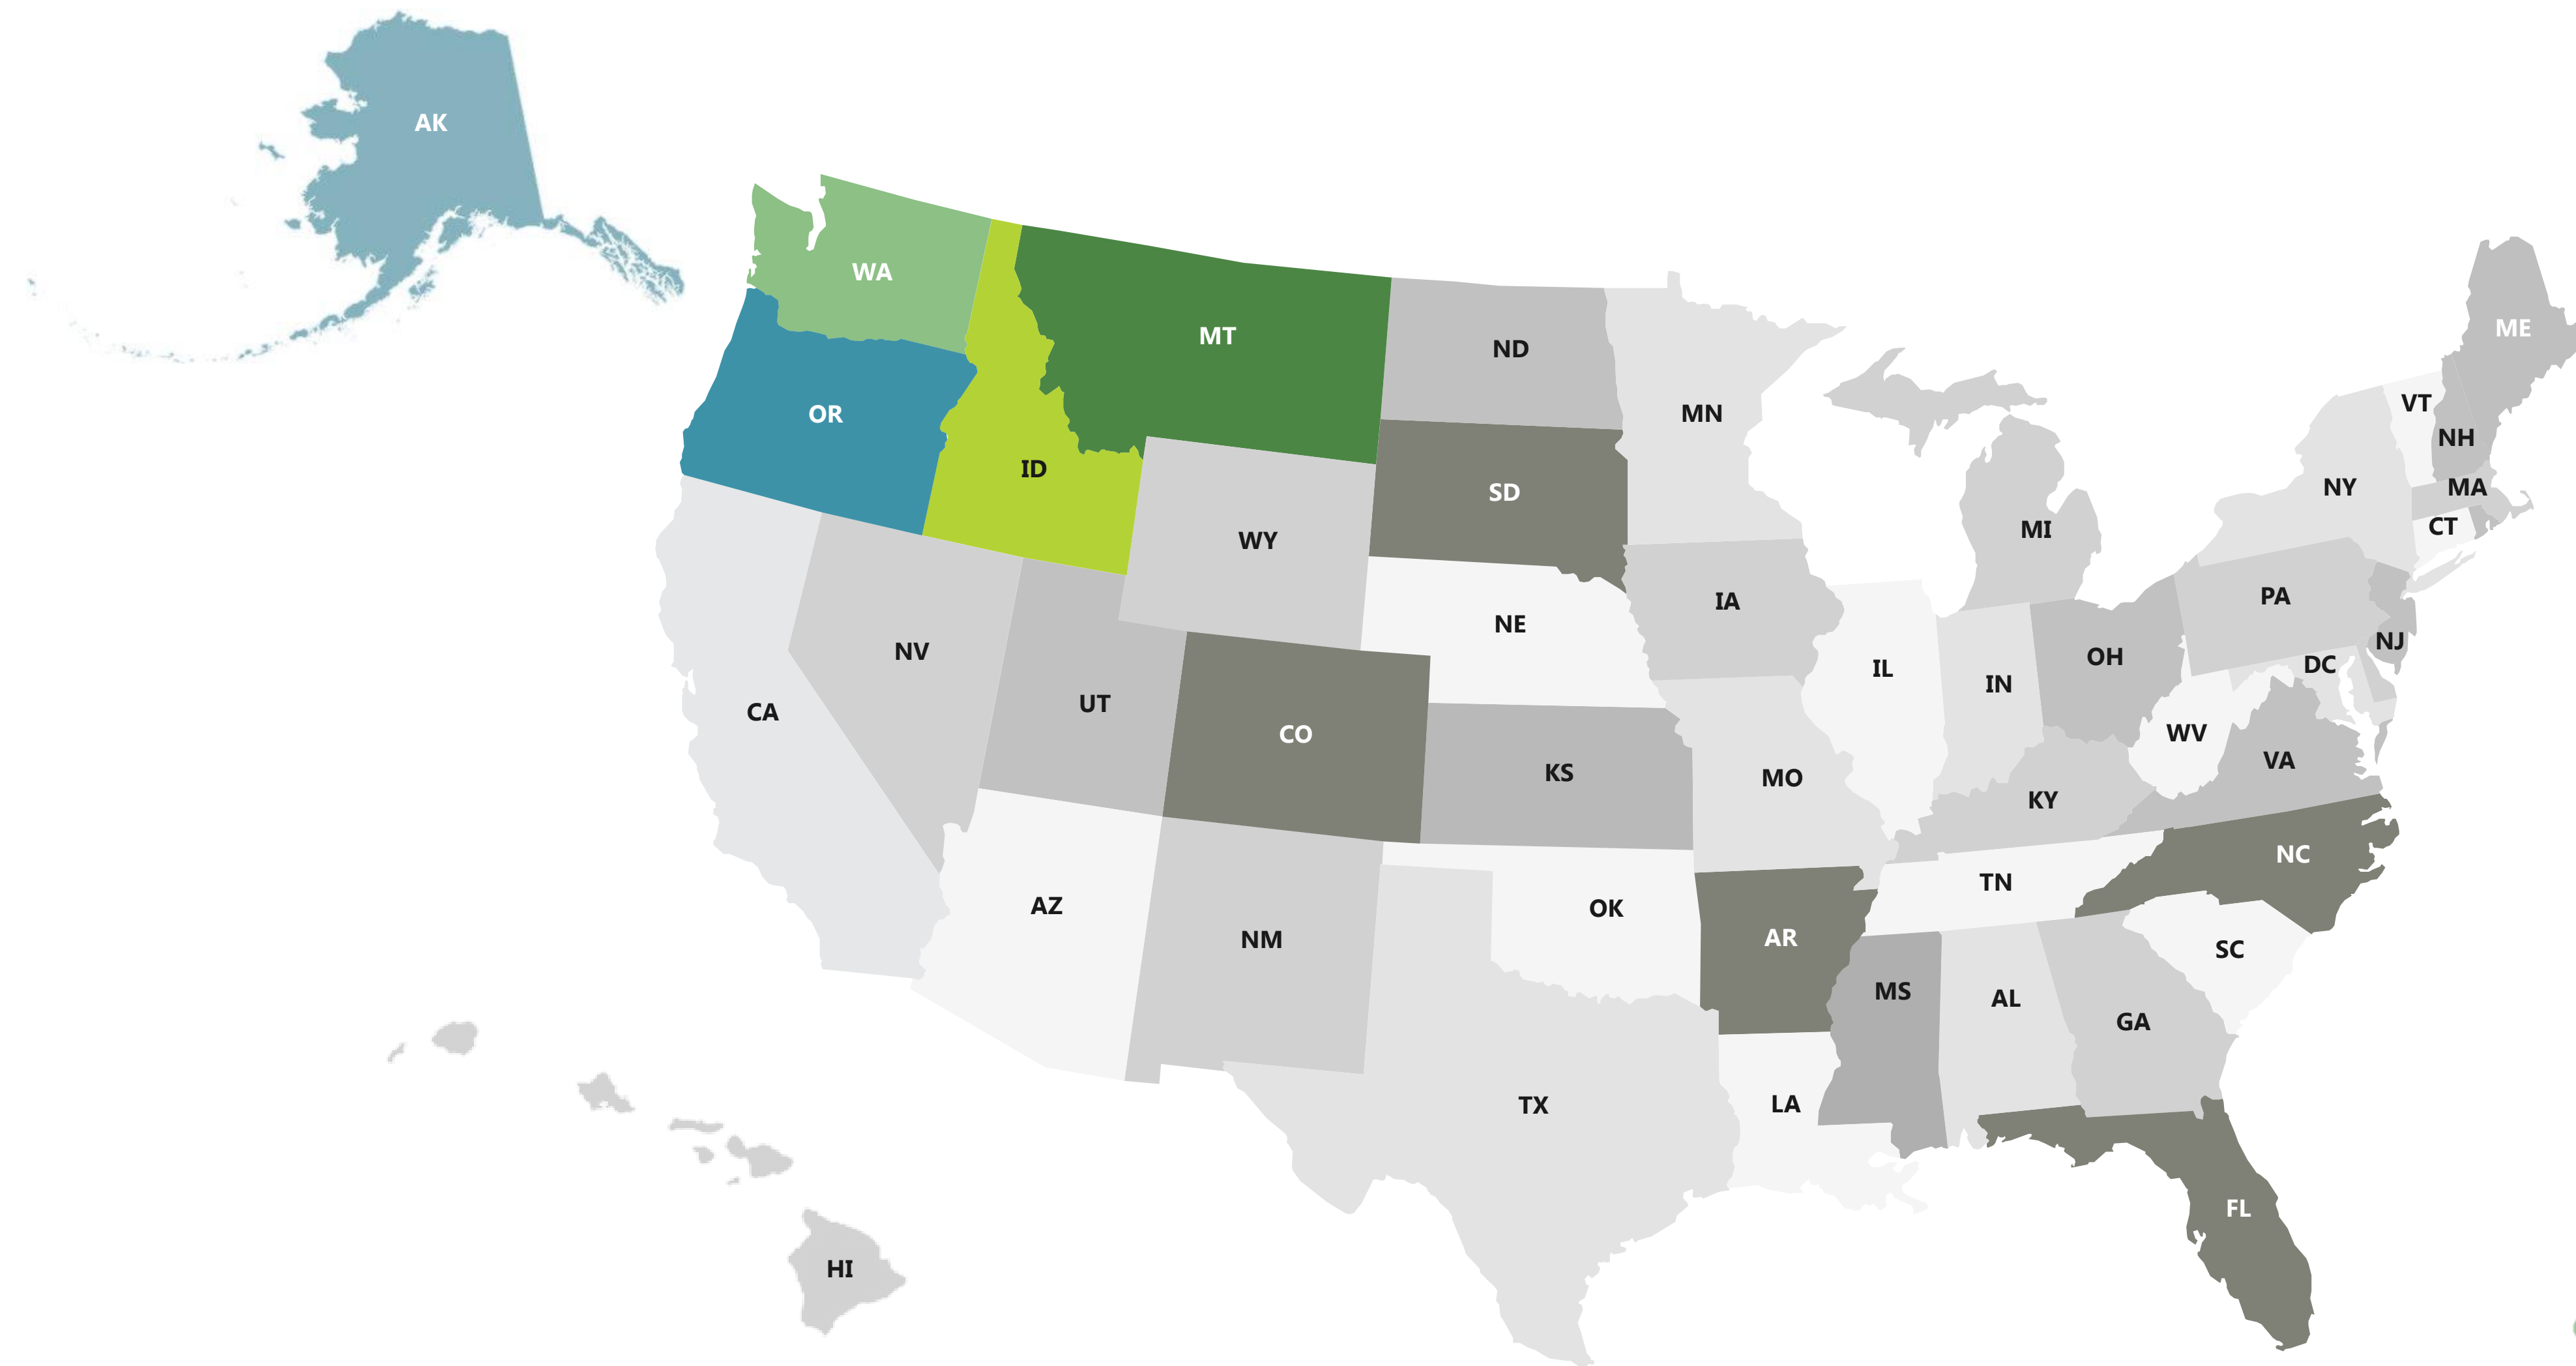 AK
WA
MT
ME
ND
VT
OR
MN
NH
ID
SD
NY
MA
CT
MI
WY
PA
IA
NE
NJ
NV
OH
DC
IL
IN
UT
CA
CO
WV
VA
KS
MO
KY
NC
TN
AZ
OK
NM
AR
SC
MS
AL
GA
TX
LA
FL
HI